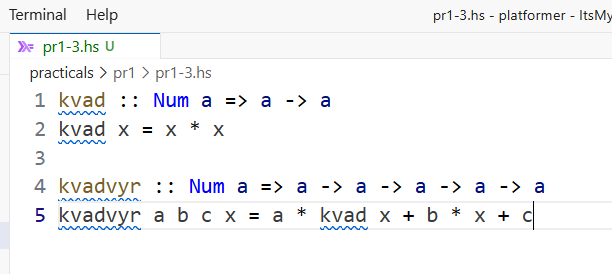 Terminal Help pr1-3.hs - platformer - ItsMy
pr1-3.hs U
practicals > pr1 > pr1-3.hs
1 kvad :: Num a => a -> a
2 kvad x = x * x
3
4 kvadvyr :: Num a => a -> a -> a -> a -> a
5 kvadvyr a b c x = a * kvad x + b * x + c